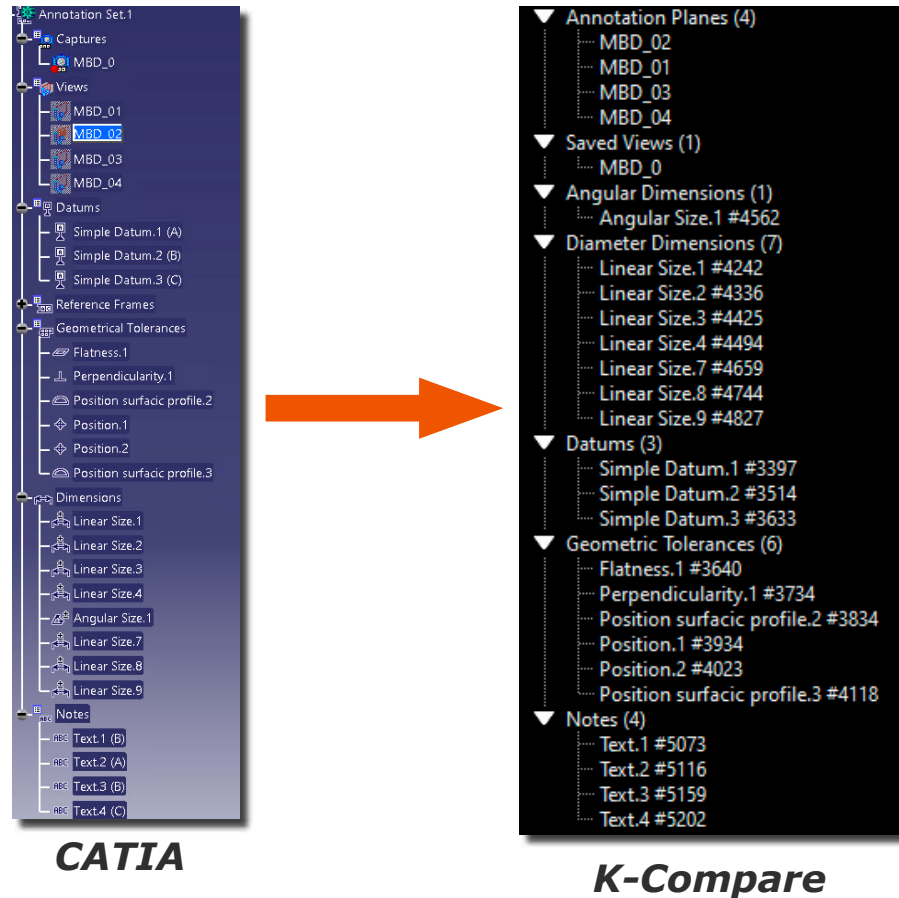 Annotation Set.1
Captures
MBD_0
Views
MBD_01
MBD_02
MBD_03
MBD_04
Datums
Simple Datum.1 (A)
Simple Datum.2 (B)
Simple Datum.3 (C)
Reference Frames
Geometrical Tolerances
Flatness.1
Perpendicularity.1
Position surfacic profile.2
Position.1
Position.2
Position surfacic profile.3
Dimensions
Linear Size.1
Linear Size.2
Linear Size.3
Linear Size.4
Angular Size.1
Linear Size.7
Linear Size.8
Linear Size.9
Notes
ABC Text.1 (B)
ABC Text.2 (A)
ABC Text.3 (B)
ABC Text.4 (C)
CATIA
Annotation Planes (4)
MBD_02
MBD_01
MBD_03
MBD_04
Saved Views (1)
MBD_0
Angular Dimensions (1)
Angular Size.1 #4562
Diameter Dimensions (7)
Linear Size.1 #4242
Linear Size.2 #4336
Linear Size.3 #4425
Linear Size.4 #4494
Linear Size.7 #4659
Linear Size.8 #4744
Linear Size.9 #4827
Datums (3)
Simple Datum.1 #3397
Simple Datum.2 #3514
Simple Datum.3 #3633
Geometric Tolerances (6)
Flatness.1 #3640
Perpendicularity.1 #3734
Position surfacic profile.2 #3834
Position.1 #3934
Position.2 #4023
Position surfacic profile.3 #4118
Notes (4)
Text.1 #5073
Text.2 #5116
Text.3 #5159
Text.4 #5202
K-Compare